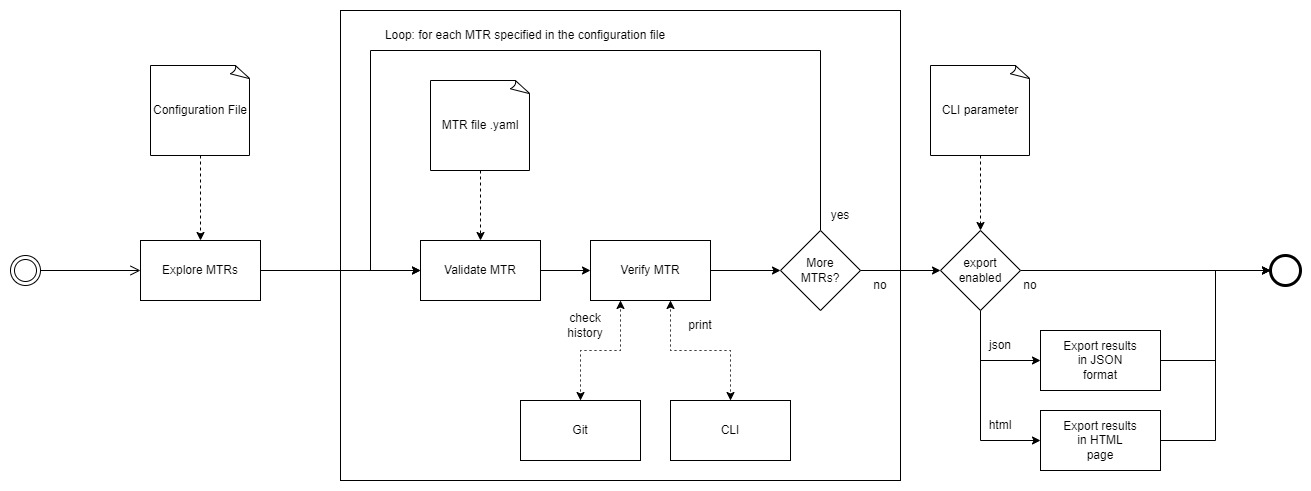 Loop: for each MTR specified in the configuration file
Configuration File
MTR file .yaml
CLI parameter
yes
Explore MTRs
Validate MTR
Verify MTR
More
MTRs?
no
export
enabled
no
check
history
print
json
Export results
in JSON
format
Git
CLI
html
Export results
in HTML
page